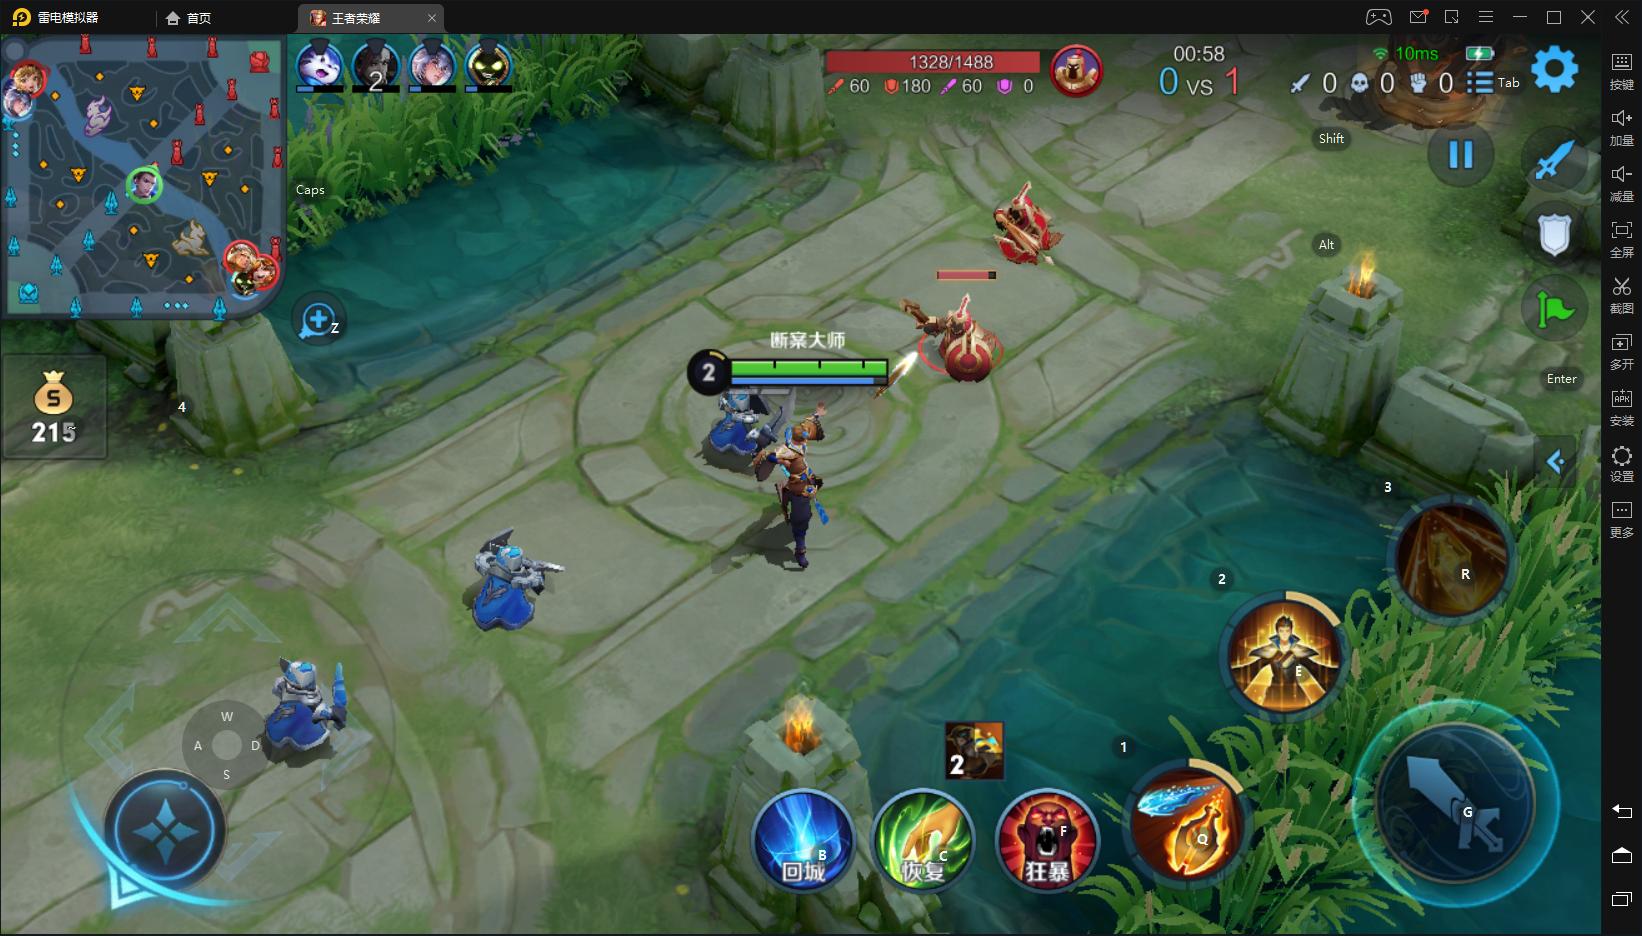 雷电模拟器
首页
王者荣耀
1328/1488
60 180 60 0
00:58
0 VS 1
10ms
0 0 0
Tab
2
Shift
Caps
Alt
Z
断案大师
2
215
4
Enter
3
R
2
E
W
A D
S
2
1
B
回城
C
恢复
F
狂暴
Q
G
按键
加量
减量
全屏
截图
多开
APK
安装
设置
更多